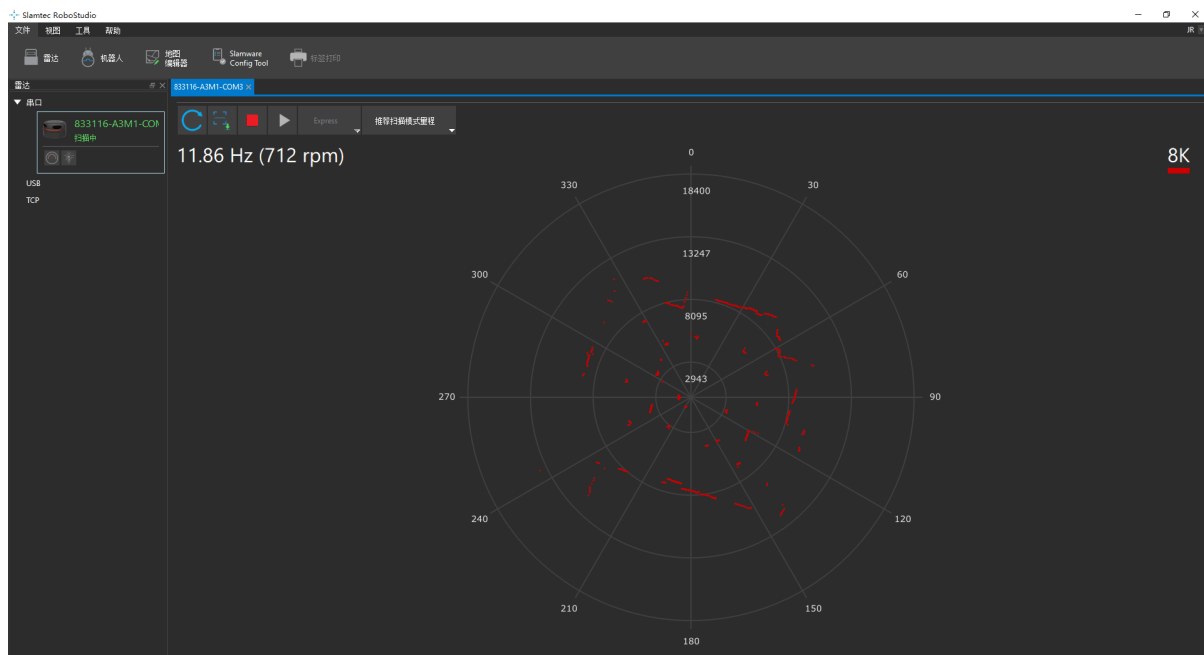 Slamtec RoboStudio
文件 视图 工具 帮助
JR
雷达
机器人
地图
编辑器
Slamware
Config Tool
标签打印
雷达
833116-A3M1-COM3
串口
833116-A3M1-COM
扫描中
USB
TCP
Express
推荐扫描模式量程
11.86 Hz (712 rpm)
8K
0
330
30
18400
13247
300
60
8095
2943
270
90
240
120
210
150
180